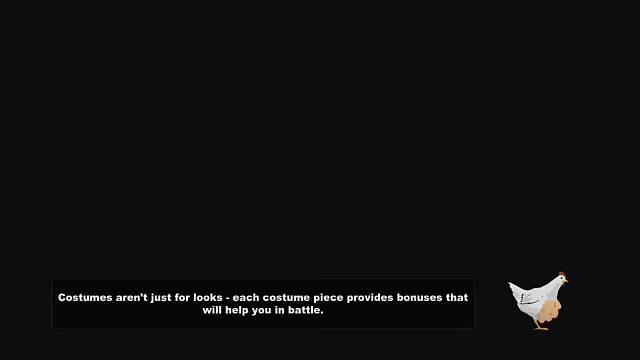 Costumes aren't just for looks - each costume piece provides bonuses that
will help you in battle.